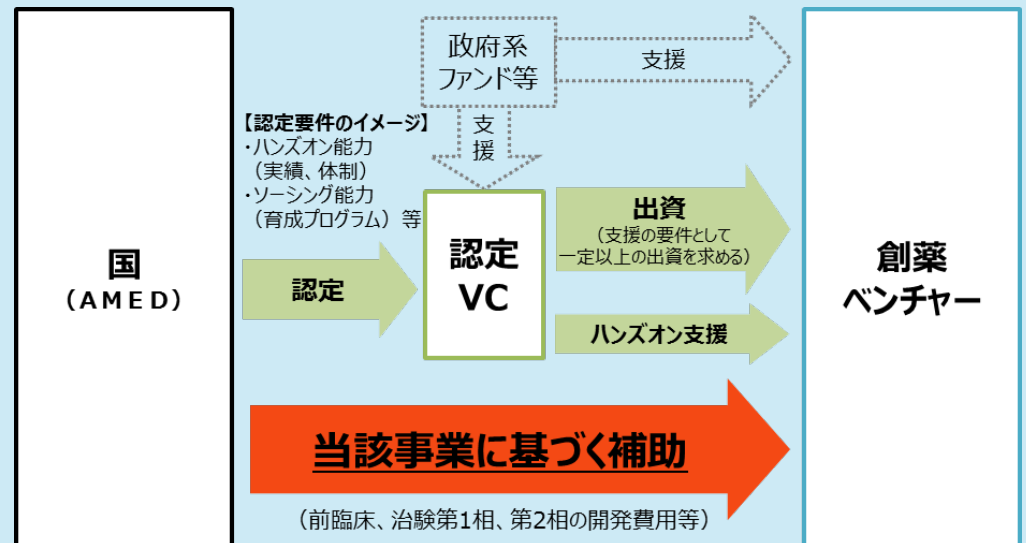 政府系
ファンド等
支援
支
援
【認定要件のイメージ】
・ハンズオン能力
（実績、体制）
・ソーシング能力
（育成プログラム）等
国
（ＡＭＥＤ）
認定
認定
VC
出資
（支援の要件として
一定以上の出資を求める）
ハンズオン支援
創薬
ベンチャー
当該事業に基づく補助
（前臨床、治験第1相、第2相の開発費用等）